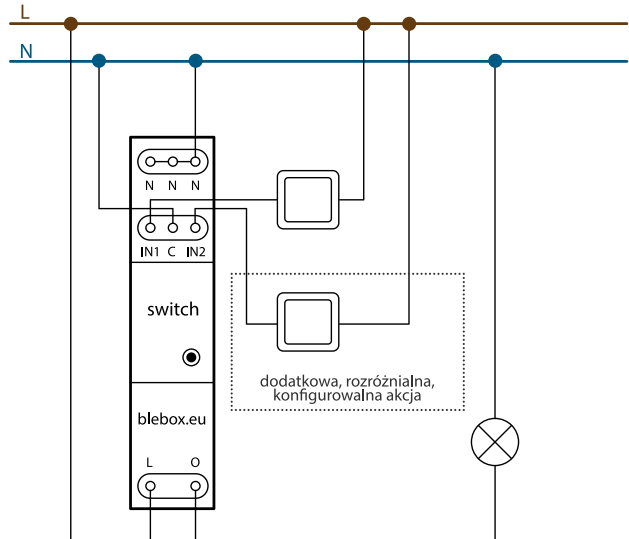 L
N
N N N
IN1 C IN2
switch
dodatkowa, rozróżnialna,
konfigurowalna akcja
blebox.eu
L O